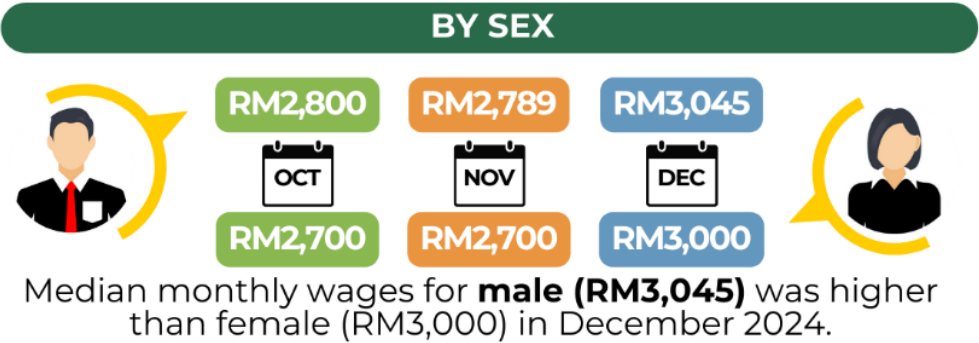 BY SEX
RM2,800 RM2,789 RM3,045
OCT NOV DEC
RM2,700 RM2,700 RM3,000
Median monthly wages for male (RM3,045) was higher
than female (RM3,000) in December 2024.